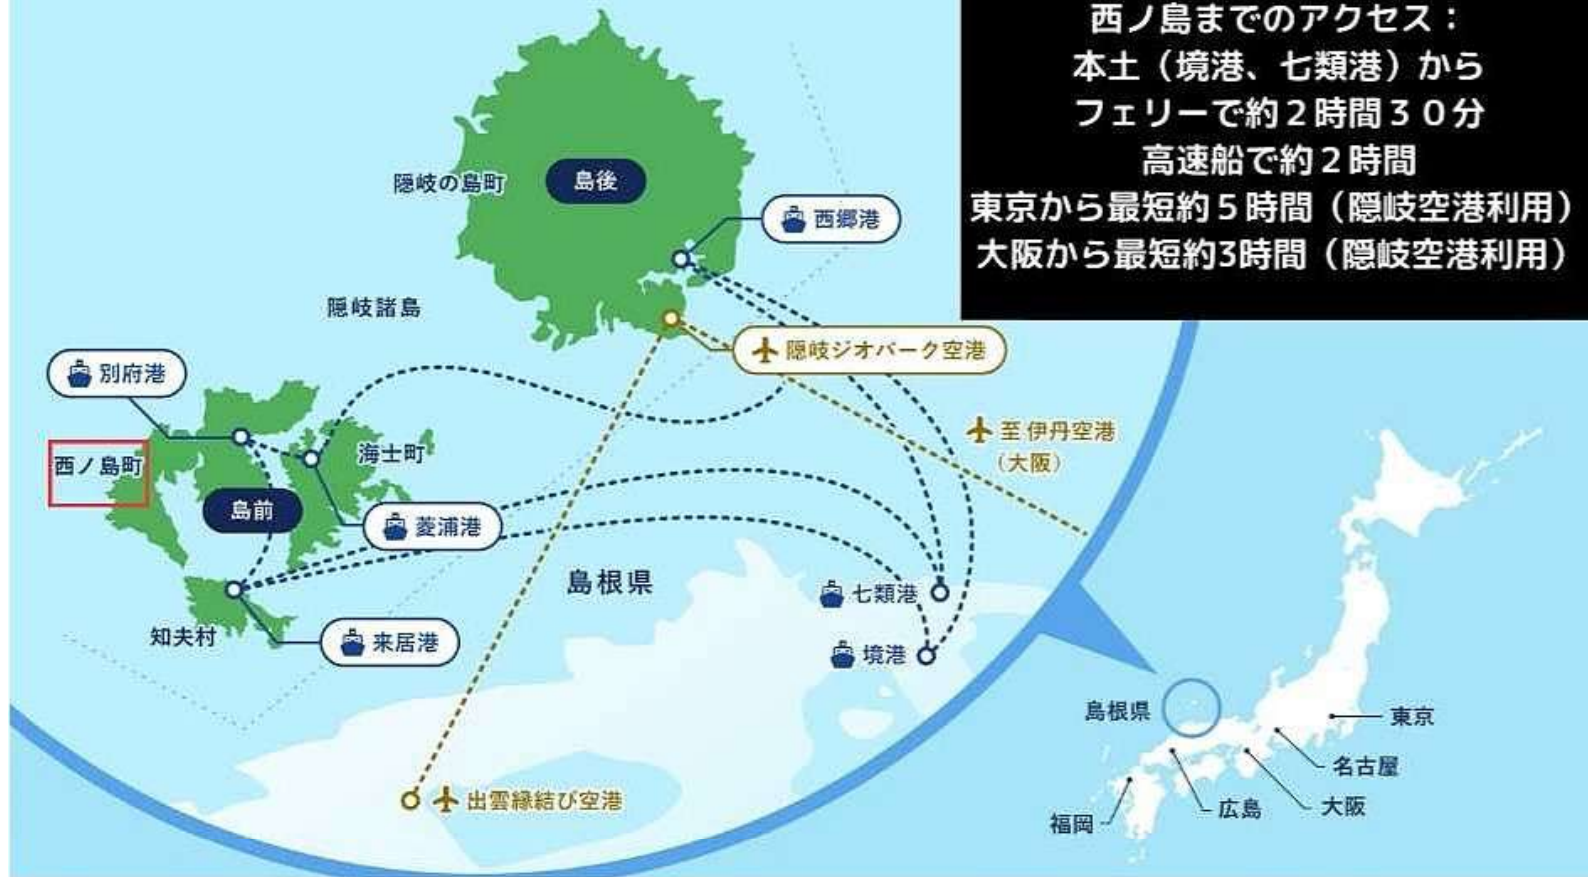 西ノ島までのアクセス：
本土（境港、七類港）から
フェリーで約２時間３０分
高速船で約２時間
東京から最短約５時間（隠岐空港利用）
大阪から最短約3時間（隠岐空港利用）
隠岐の島町
島後
西郷港
隠岐諸島
隠岐ジオパーク空港
別府港
至 伊丹空港
（大阪）
海士町
西ノ島町
島前
菱浦港
島根県
七類港
知夫村
来居港
境港
出雲縁結び空港
島根県
東京
名古屋
大阪
広島
福岡